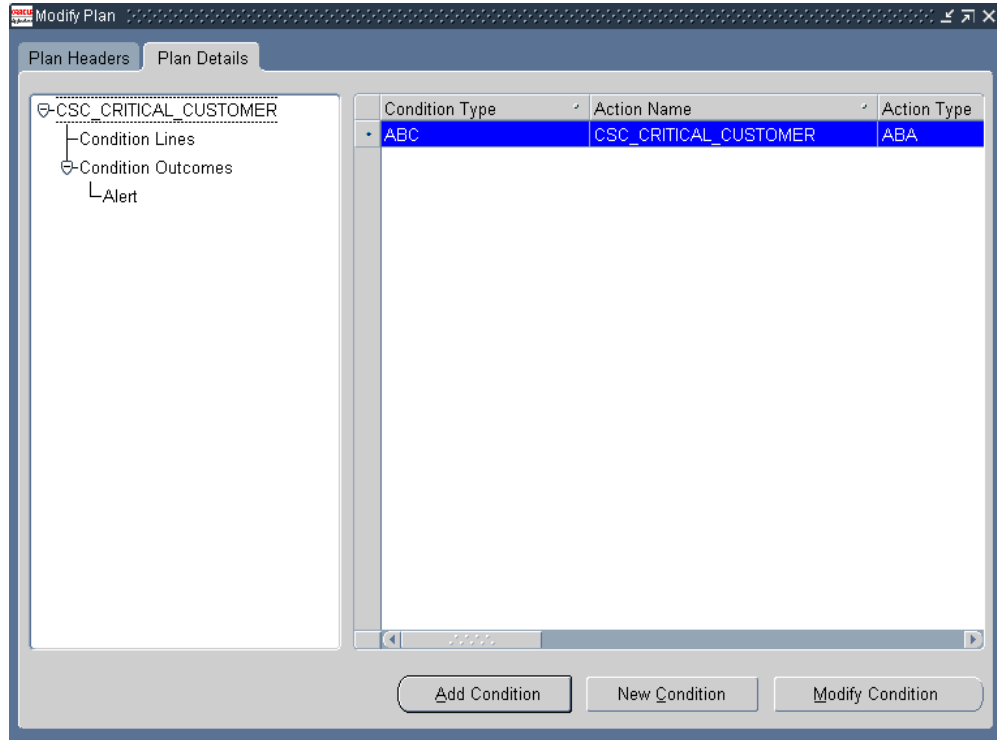 ORACLE Modify Plan
Plan Headers Plan Details
CSC_CRITICAL_CUSTOMER
Condition Lines
Condition Outcomes
Alert
Condition Type Action Name Action Type
ABC CSC_CRITICAL_CUSTOMER ABA
Add Condition New Condition Modify Condition